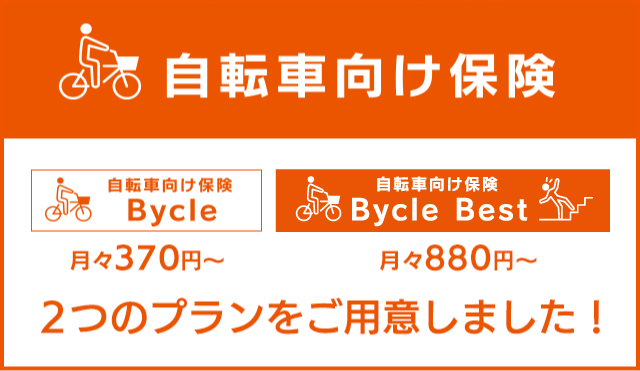 自転車向け保険
自転車向け保険
Bycle
自転車向け保険
Bycle Best
月々370円～
月々880円～
２つのプランをご用意しました！